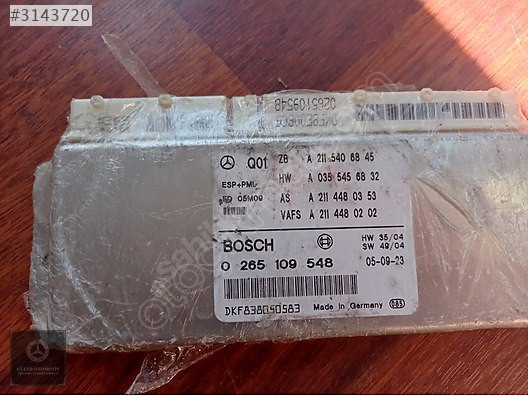 #3143720
0265109548
Q01 ZB A 211 540 68 45
HW A 035 545 68 32
ESP+PML
AS A 211 448 03 53
VAFS A 211 448 02 02
BOSCH HW 35/04
SW 49/04
0 265 109 548 05-09-23
DKF838050583 Made in Germany